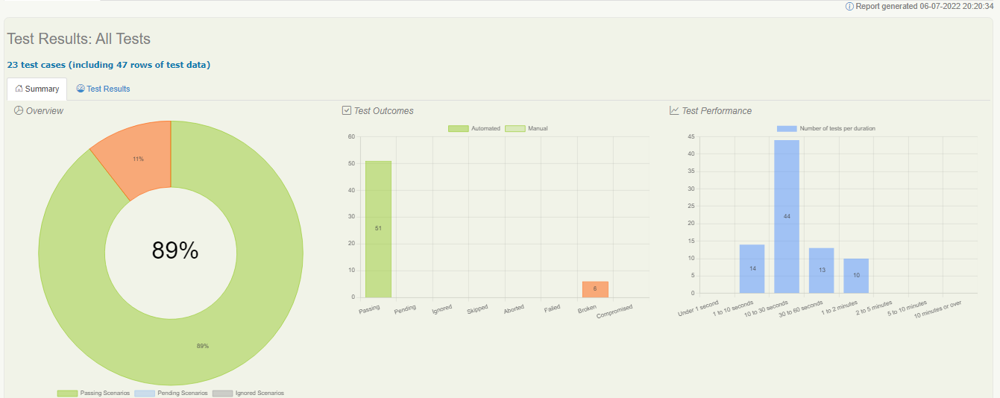 Report generated 06-07-2022 20:20:34
Test Results: All Tests
23 test cases (including 47 rows of test data)
Summary
Test Results
Overview
11%
89%
89%
Passing Scenarios
Pending Scenarios
Ignored Scenarios
Test Outcomes
Automated
Manual
60
50
40
30
20
10
0
51
6
Passing
Pending
Ignored
Skipped
Aborted
Failed
Broken
Compromised
Test Performance
Number of tests per duration
45
40
35
30
25
20
15
10
5
0
14
44
13
10
Under 1 second
1 to 10 seconds
10 to 30 seconds
30 to 60 seconds
1 to 2 minutes
2 to 5 minutes
5 to 10 minutes
10 minutes or over